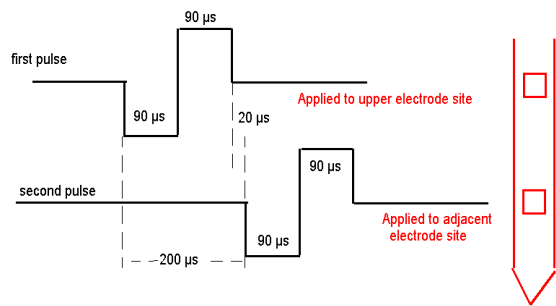 90 µs
first pulse
90 µs
20 µs
Applied to upper electrode site
second pulse
90 µs
90 µs
Applied to adjacent
electrode site
~200 µs